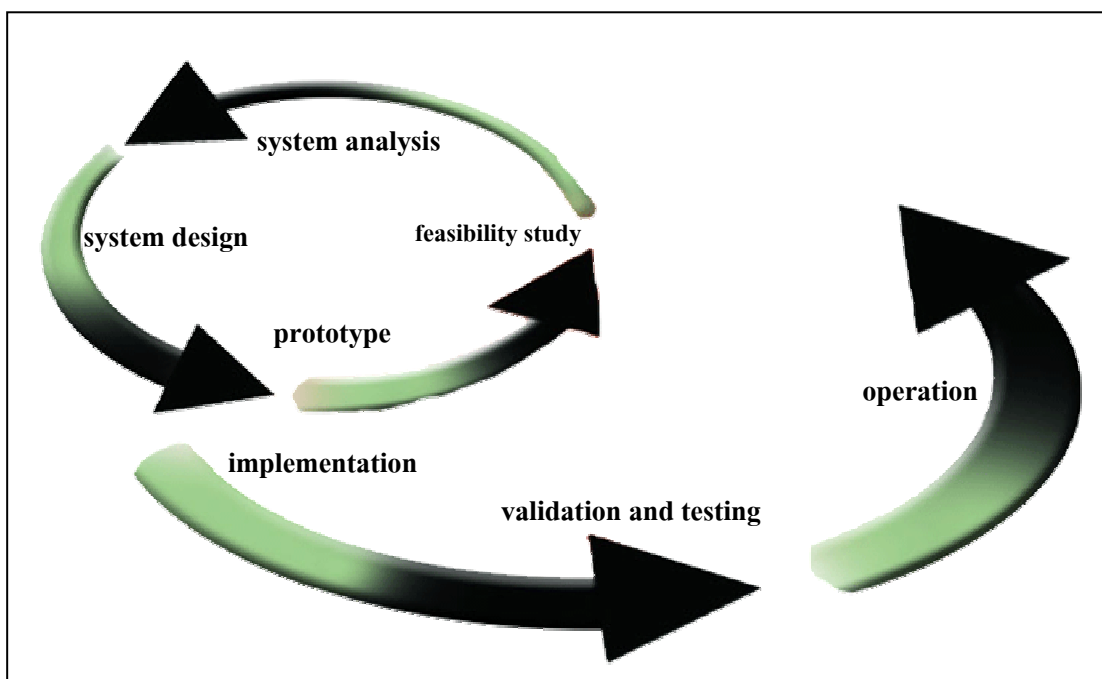 system analysis
system design
feasibility study
prototype
operation
implementation
validation and testing